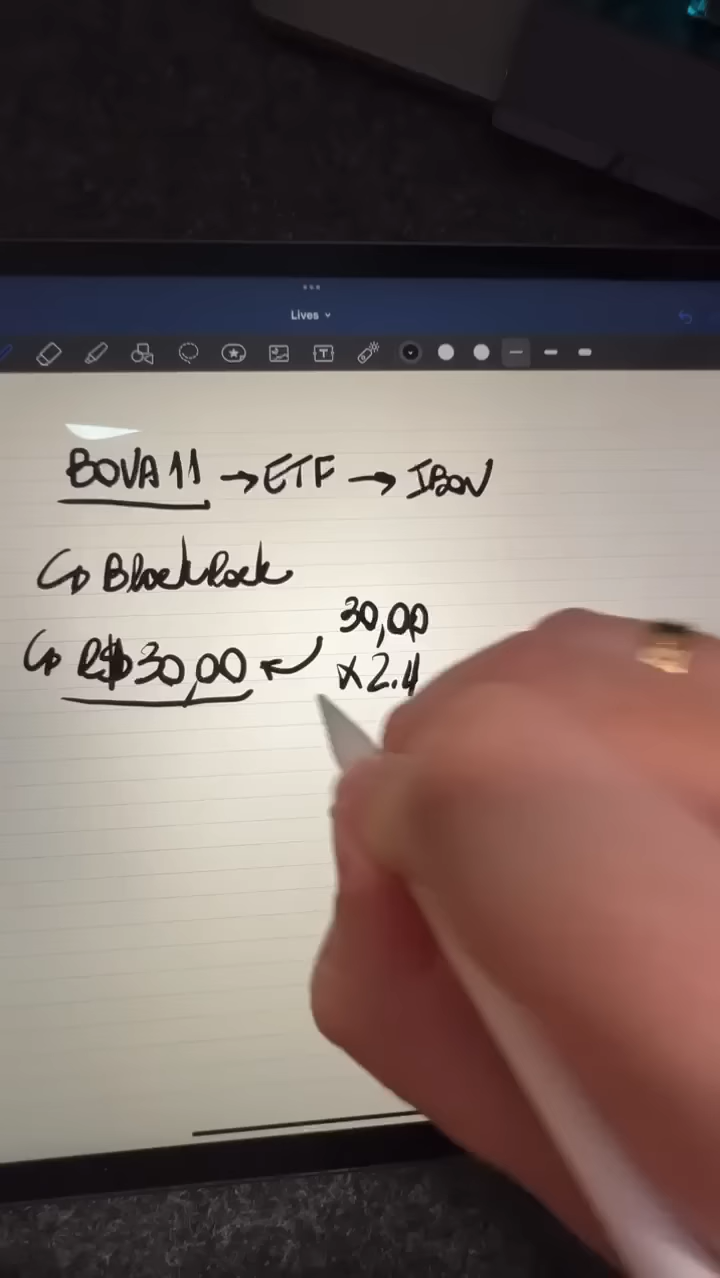 Lives
BOVA11 → ETF → IBOV
↳ BlackRock
↳ R$30,00 ←
30,00
x2.4